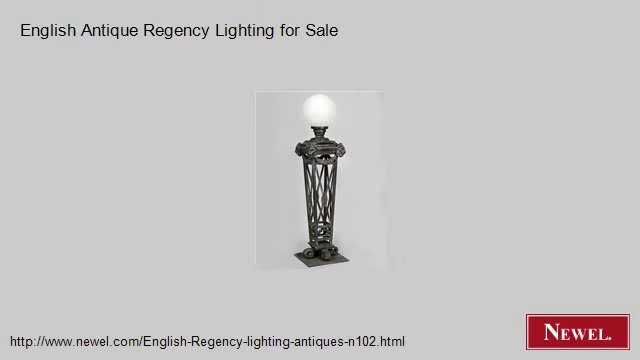 English Antique Regency Lighting for Sale
http://www.newel.com/English-Regency-lighting-antiques-n102.html
NEWEL.